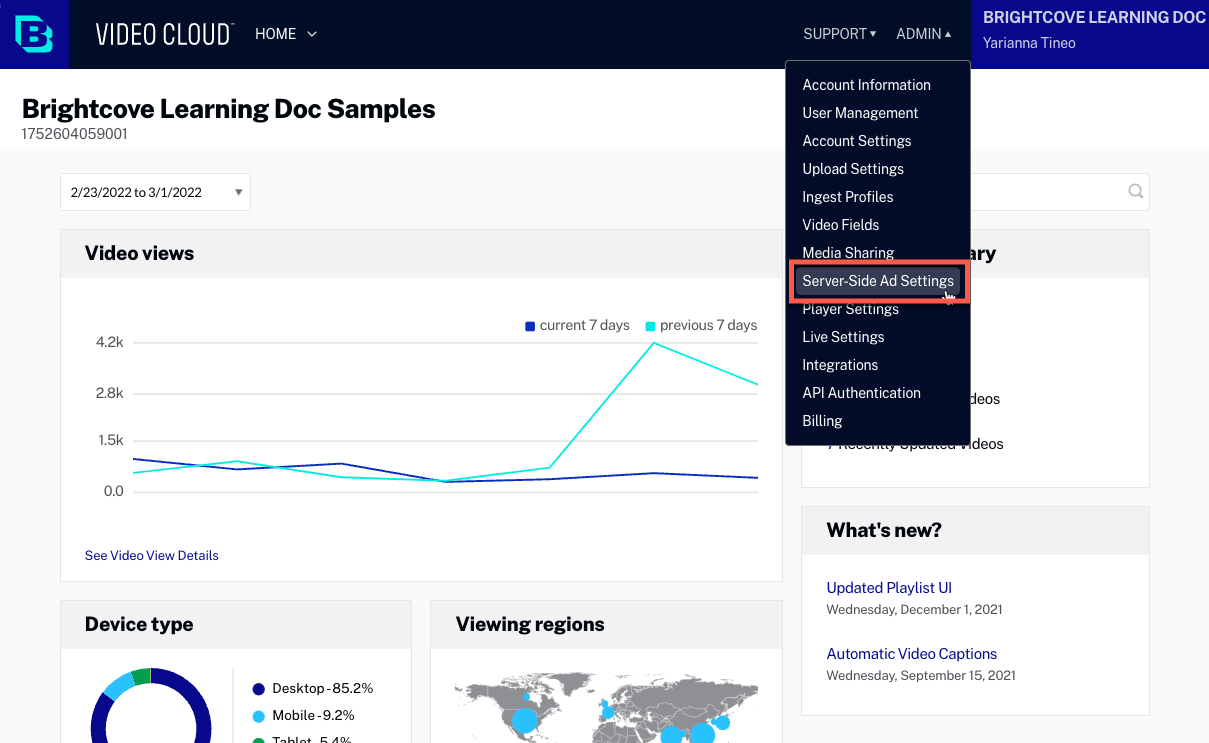 VIDEO CLOUD™
HOME
SUPPORT▾
ADMIN▴
BRIGHTCOVE LEARNING DOC
Yarianna Tineo
Account Information
User Management
Account Settings
Upload Settings
Ingest Profiles
Video Fields
Media Sharing
Server-Side Ad Settings
Player Settings
Live Settings
Integrations
API Authentication
Billing
Brightcove Learning Doc Samples
1752604059001
2/23/2022 to 3/1/2022
Video views
current 7 days
previous 7 days
4.2k
2.8k
1.5k
0.0
See Video View Details
ary
deos
7 Recently Updated Videos
What's new?
Updated Playlist UI
Wednesday, December 1, 2021
Automatic Video Captions
Wednesday, September 15, 2021
Device type
Desktop - 85.2%
Mobile - 9.2%
Tablet - 5.4%
Viewing regions